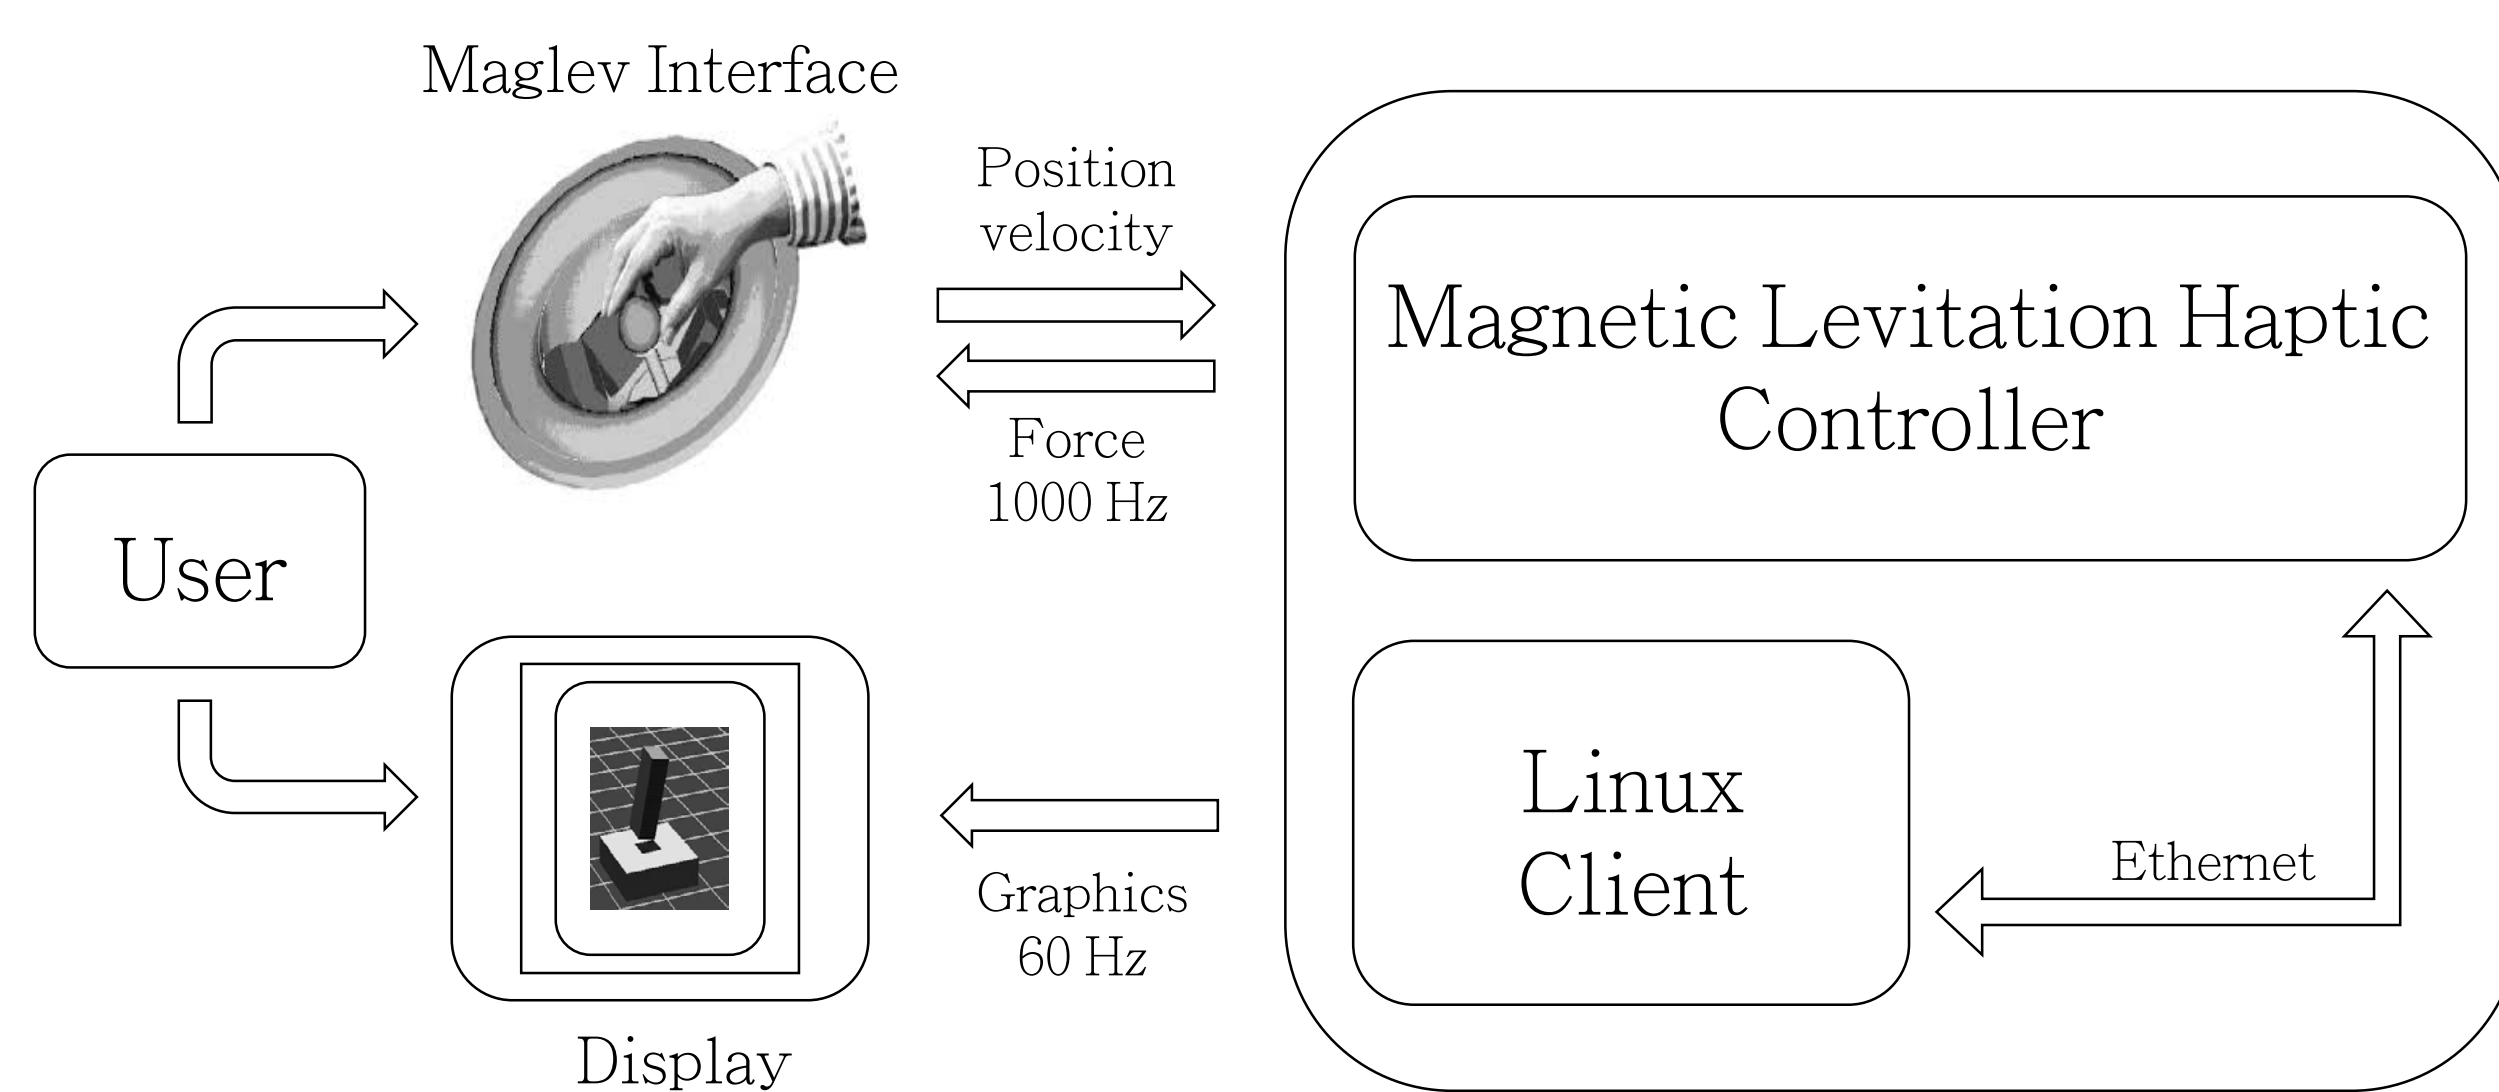 Maglev Interface
Position
velocity
Force
1000 Hz
Magnetic Levitation Haptic
Controller
User
Linux
Client
Ethernet
Graphics
60 Hz
Display